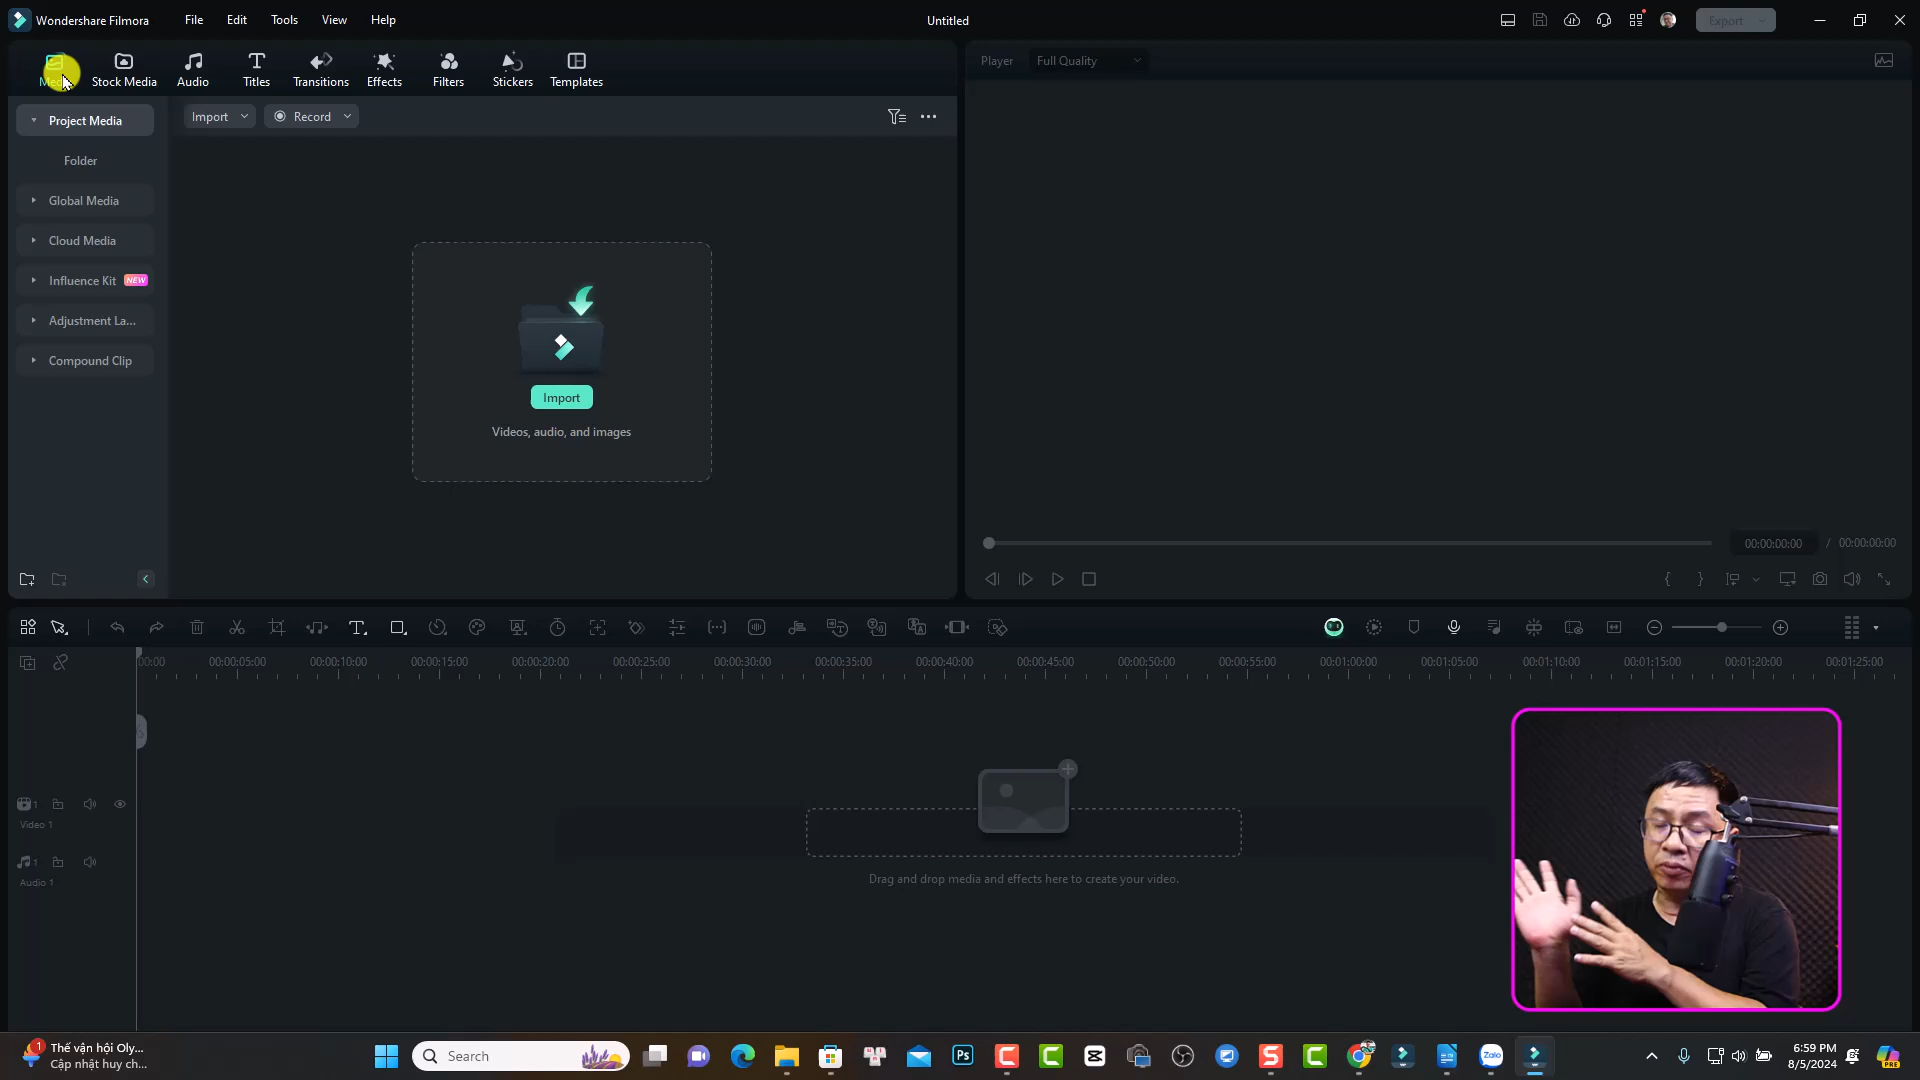 Wondershare Filmora File Edit Tools View Help Untitled Export
Media Stock Media Audio Titles Transitions Effects Filters Stickers Templates
Player Full Quality
Project Media
Import Record
Folder
Global Media
Cloud Media
Influence Kit NEW
Adjustment La...
Compound Clip
Import
Videos, audio, and images
00:00:00:00 / 00:00:00:00
:00:00 00:00:05:00 00:00:10:00 00:00:15:00 00:00:20:00 00:00:25:00 00:00:30:00 00:00:35:00 00:00:40:00 00:00:45:00 00:00:50:00 00:00:55:00 00:01:00:00 00:01:05:00 00:01:10:00 00:01:15:00 00:01:20:00 00:01:25:00
1
Video 1
1
Audio 1
Drag and drop media and effects here to create your video.
1 Thế vận hội Oly...
Cập nhật huy ch...
Search
Ps
Zalo
PRE
6:59 PM
8/5/2024